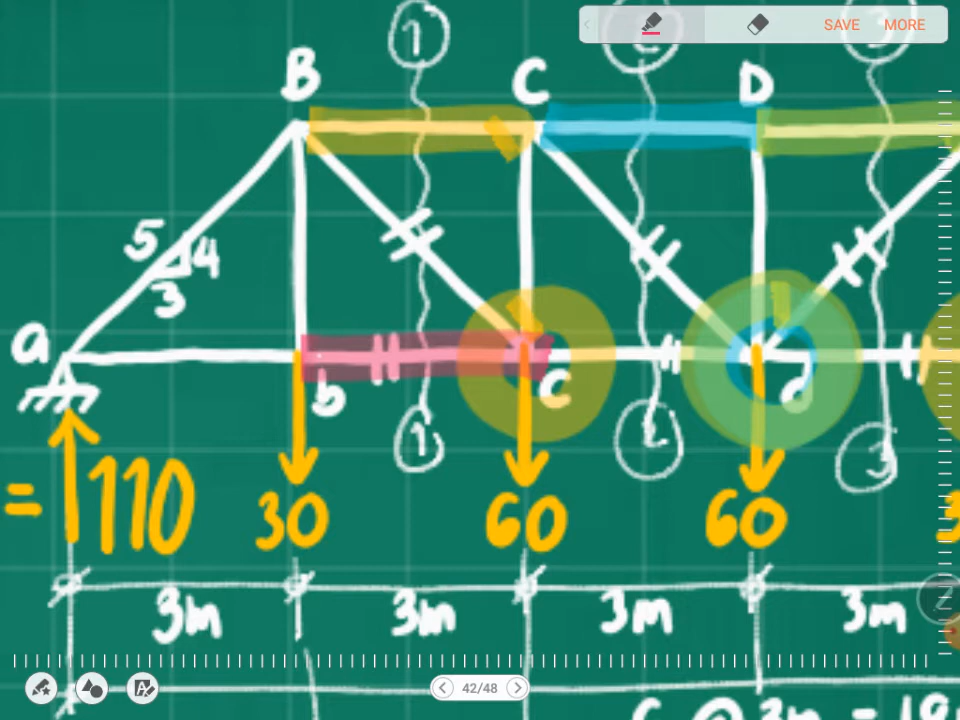 SAVE MORE
1
B C D
5 4
3
a
b c d
1 2 3
= 110 30 60 60
3m 3m 3m 3m
42/48